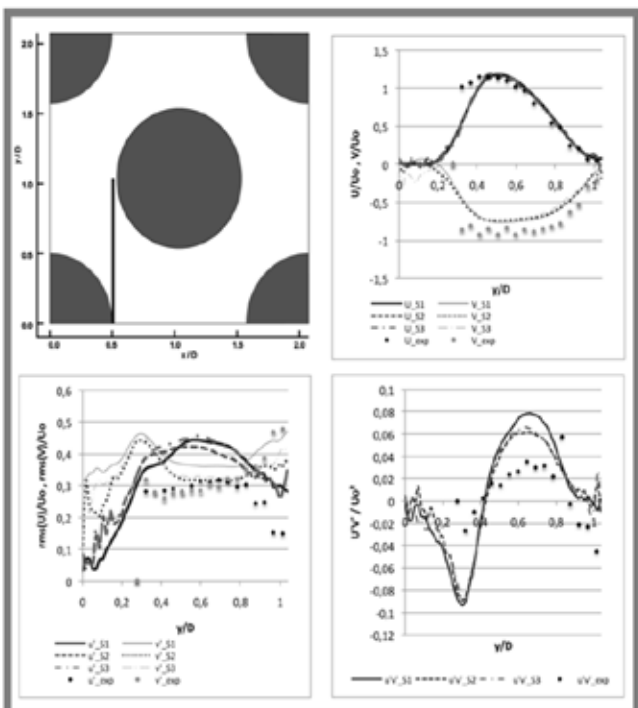 2.0
1.5
1.0
0.5
0.0
y/D
0.0 0.5 1.0 1.5 2.0
x/D
1,5
1
0,5
0
-0,5
-1
-1,5
U/Uo , V/Uo
0 0,2 0,4 0,6 0,8 1
y/D
U_S1 V_S1
U_S2 V_S2
U_S3 V_S3
U_exp V_exp
0,6
0,5
0,4
0,3
0,2
0,1
0
rms(U)/Uo , rms(V)/Uo
0 0,2 0,4 0,6 0,8 1
y/D
u'_S1 v'_S1
u'_S2 v'_S2
u'_S3 v'_S3
u'_exp v'_exp
0,1
0,08
0,06
0,04
0,02
0
-0,02
-0,04
-0,06
-0,08
-0,1
-0,12
U'V' / Uo²
0 0,2 0,4 0,6 0,8 1
y/D
u'v'_S1 u'v'_S2 u'v'_S3 u'v'_exp